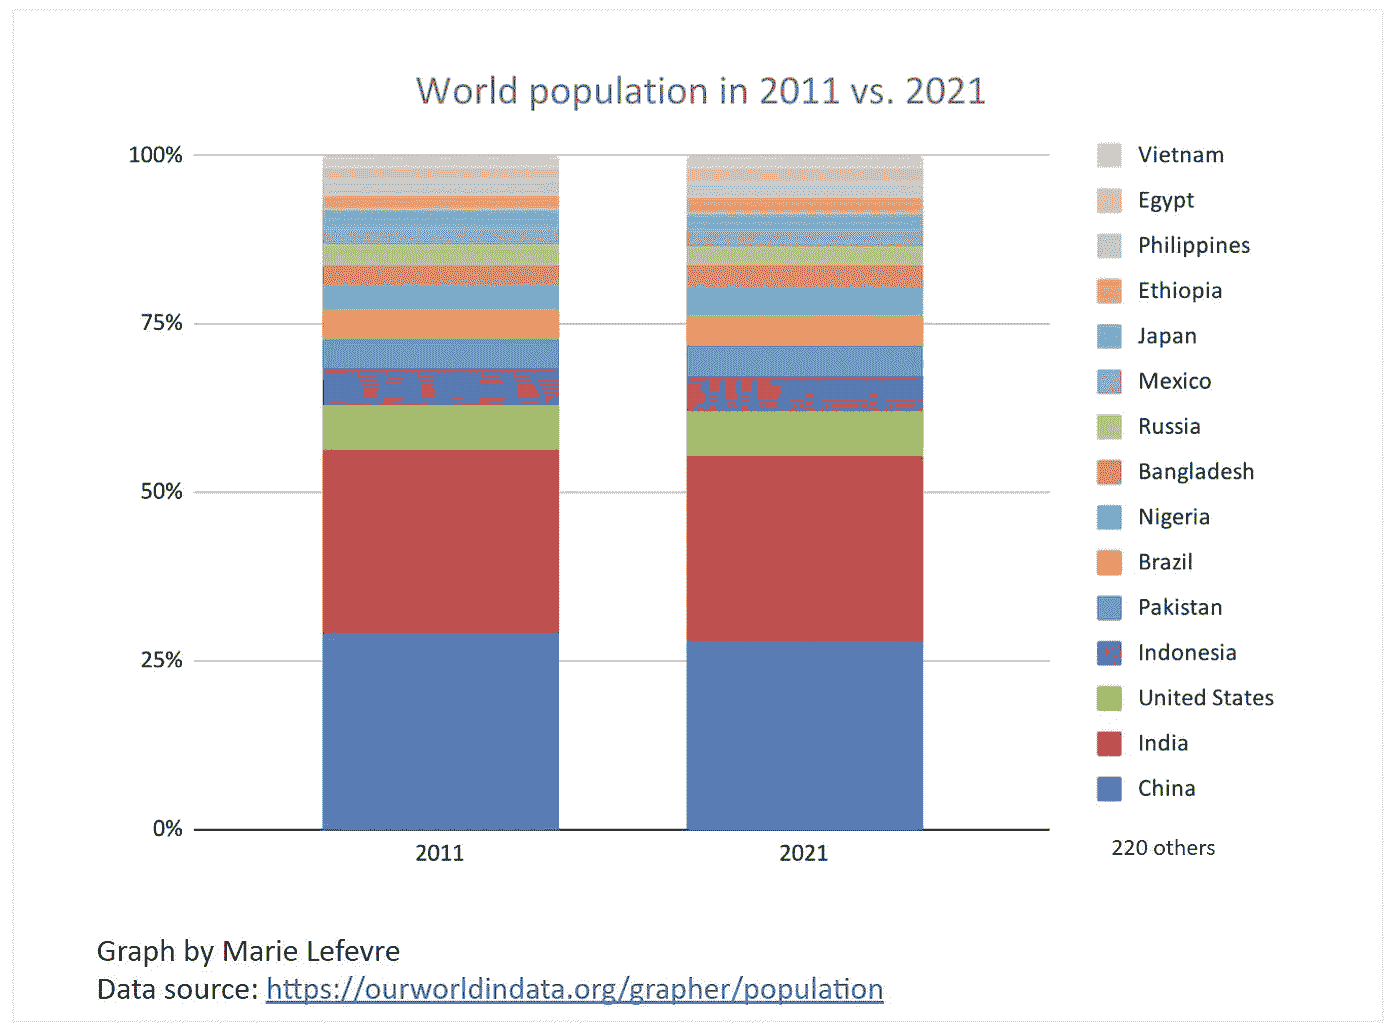 World population in 2011 vs. 2021
100%
75%
50%
25%
0%
2011
2021
Vietnam
Egypt
Philippines
Ethiopia
Japan
Mexico
Russia
Bangladesh
Nigeria
Brazil
Pakistan
Indonesia
United States
India
China
220 others
Graph by Marie Lefevre
Data source: https://ourworldindata.org/grapher/population